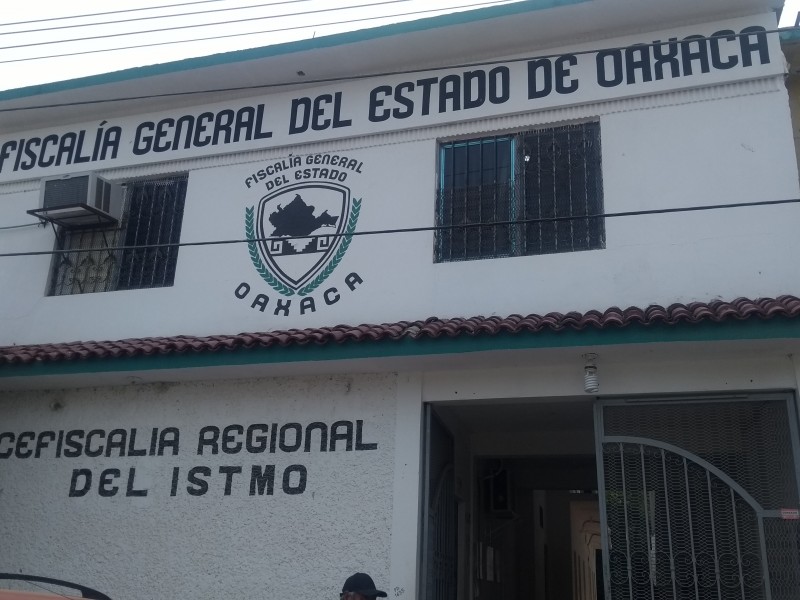 FISCALÍA GENERAL DEL ESTADO DE OAXACA
FISCALÍA GENERAL
DEL ESTADO
OAXACA
CEFISCALIA REGIONAL
DEL ISTMO